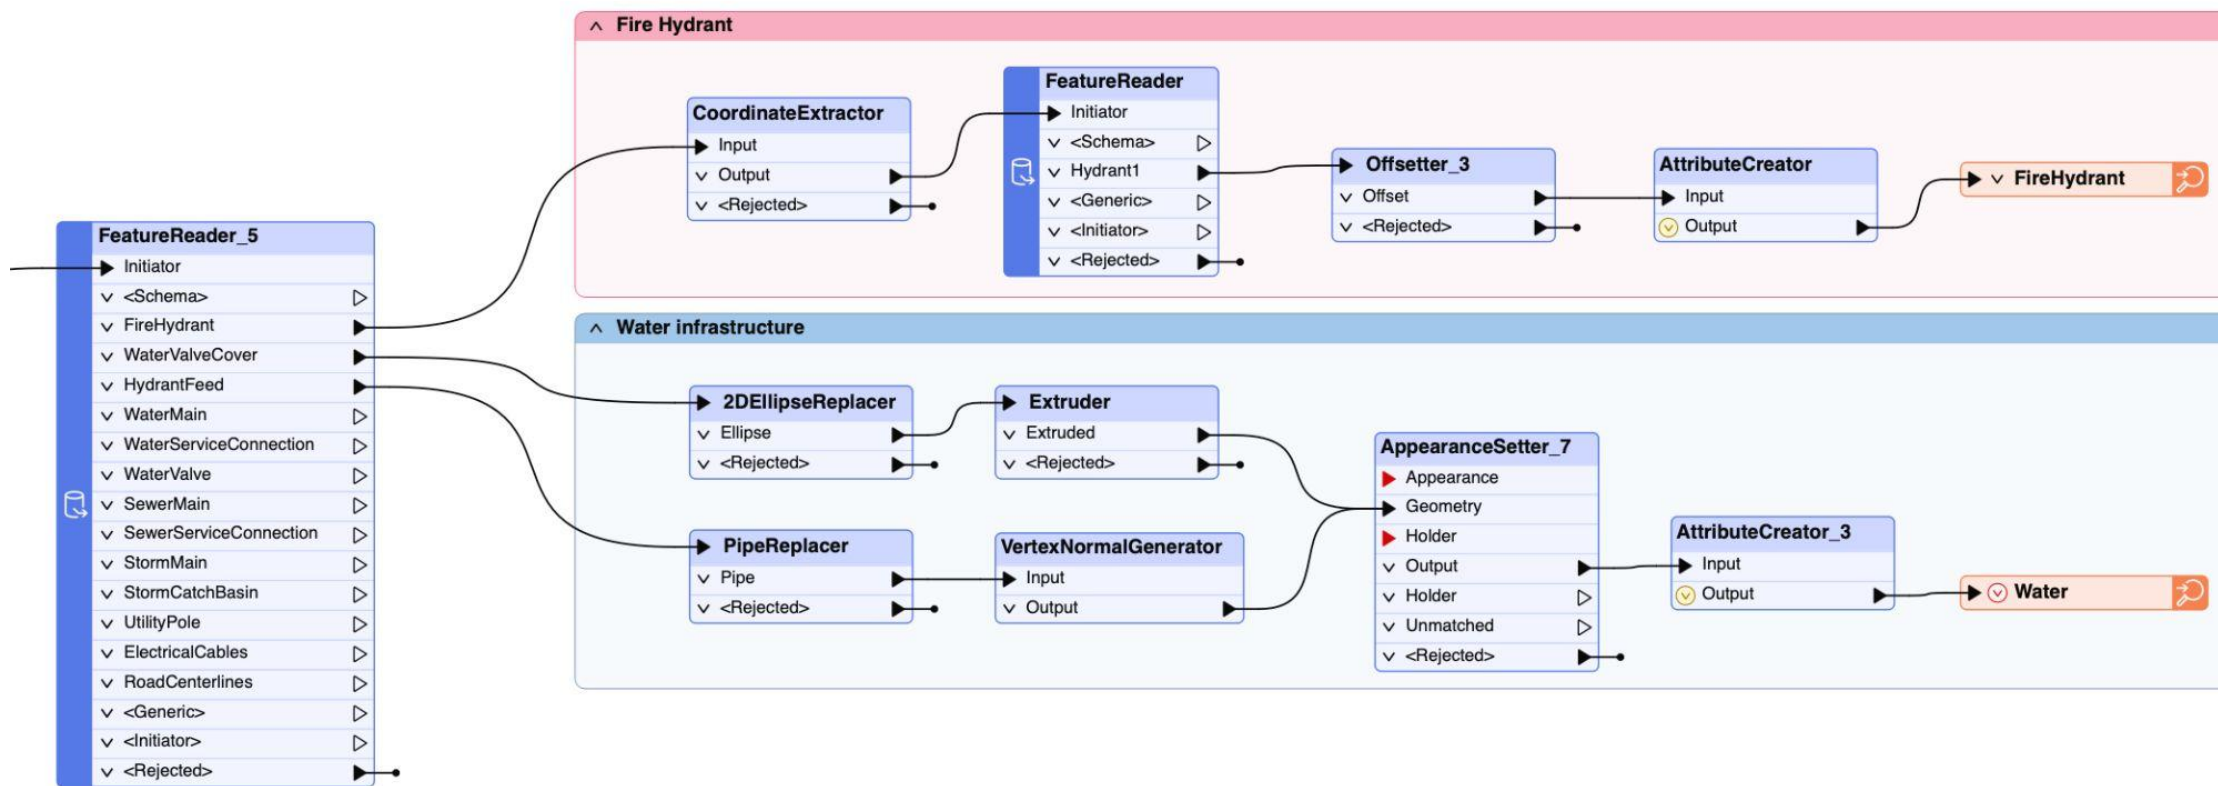 Fire Hydrant
CoordinateExtractor
Input
Output
<Rejected>
FeatureReader
Initiator
<Schema>
Hydrant1
<Generic>
<Initiator>
<Rejected>
Offsetter_3
Offset
<Rejected>
AttributeCreator
Input
Output
FireHydrant
FeatureReader_5
Initiator
<Schema>
FireHydrant
WaterValveCover
HydrantFeed
WaterMain
WaterServiceConnection
WaterValve
SewerMain
SewerServiceConnection
StormMain
StormCatchBasin
UtilityPole
ElectricalCables
RoadCenterlines
<Generic>
<Initiator>
<Rejected>
Water infrastructure
2DEllipseReplacer
Ellipse
<Rejected>
Extruder
Extruded
<Rejected>
PipeReplacer
Pipe
<Rejected>
VertexNormalGenerator
Input
Output
AppearanceSetter_7
Appearance
Geometry
Holder
Output
Holder
Unmatched
<Rejected>
AttributeCreator_3
Input
Output
Water